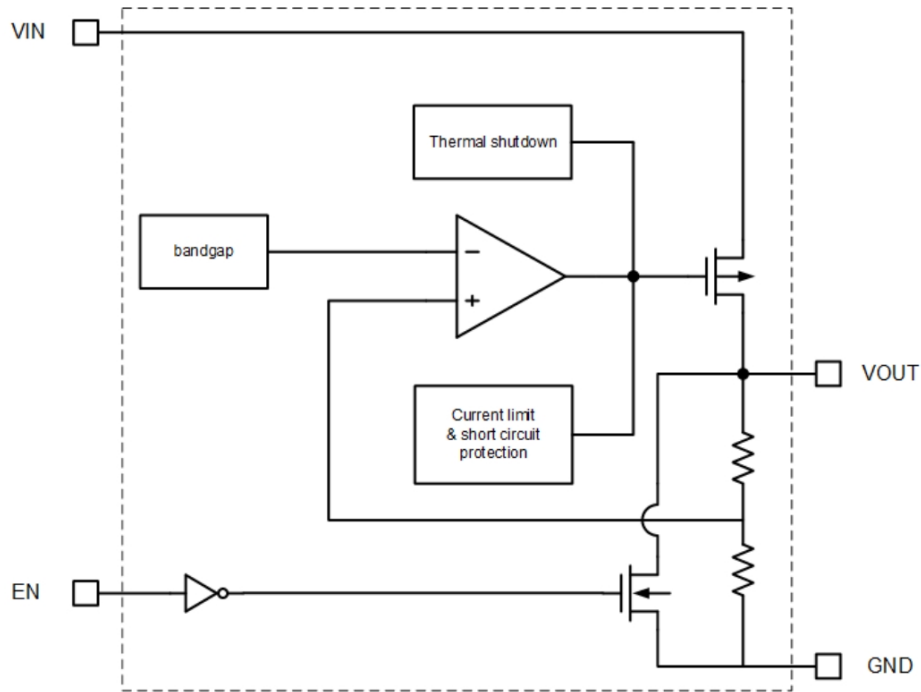 VIN
Thermal shutdown
bandgap
−
+
VOUT
Current limit
& short circuit
protection
EN
GND